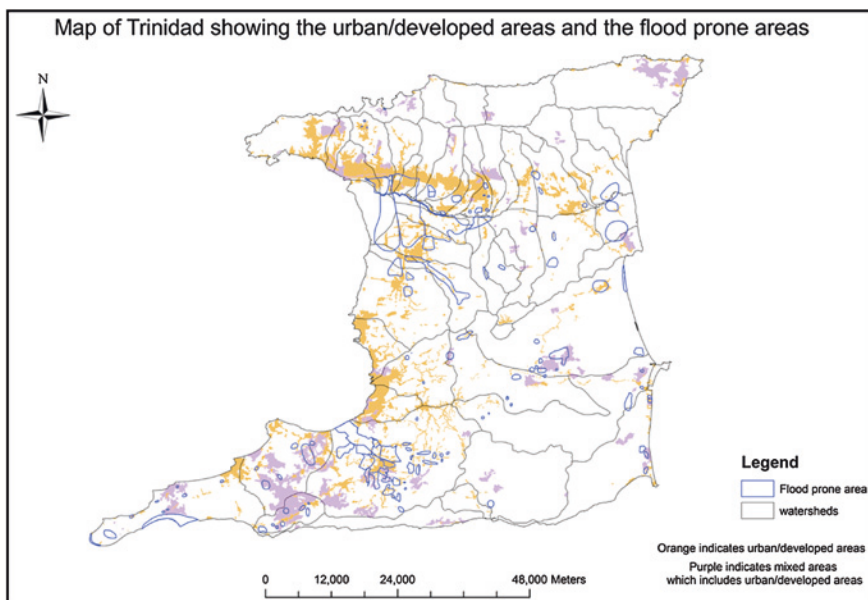 Map of Trinidad showing the urban/developed areas and the flood prone areas
N
Legend
Flood prone area
watersheds
Orange indicates urban/developed areas
Purple indicates mixed areas
which includes urban/developed areas
0 12,000 24,000 48,000 Meters